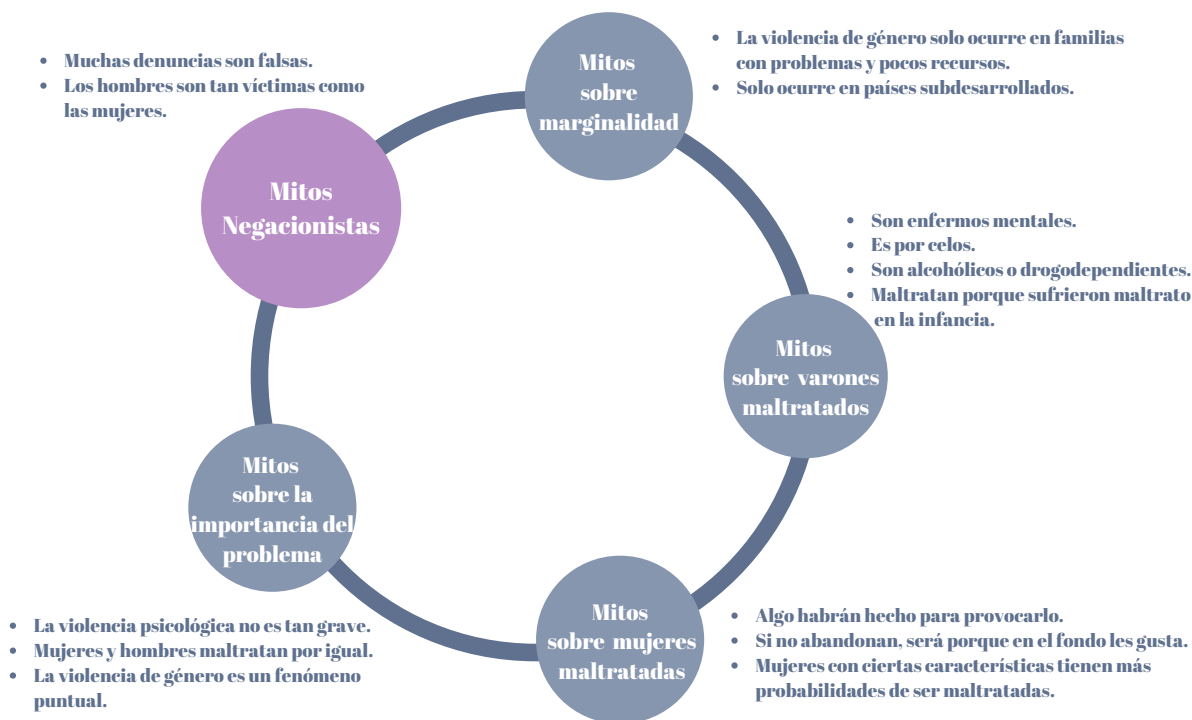 • Muchas denuncias son falsas.
• Los hombres son tan víctimas como
las mujeres.
Mitos
Negacionistas
Mitos
sobre
marginalidad
• La violencia de género solo ocurre en familias
con problemas y pocos recursos.
• Solo ocurre en países subdesarrollados.
• Son enfermos mentales.
• Es por celos.
• Son alcohólicos o drogodependientes.
• Maltratan porque sufrieron maltrato
en la infancia.
Mitos
sobre varones
maltratados
Mitos
sobre la
importancia del
problema
• La violencia psicológica no es tan grave.
• Mujeres y hombres maltratan por igual.
• La violencia de género es un fenómeno
puntual.
Mitos
sobre mujeres
maltratadas
• Algo habrán hecho para provocarlo.
• Si no abandonan, será porque en el fondo les gusta.
• Mujeres con ciertas característícas tienen más
probabilidades de ser maltratadas.